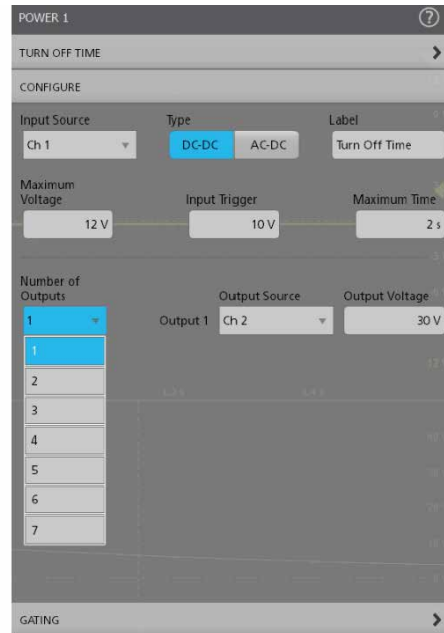 POWER 1 ?
TURN OFF TIME
CONFIGURE
Input Source Type Label
Ch 1 DC-DC AC-DC Turn Off Time
Maximum
Voltage Input Trigger Maximum Time
12 V 10 V 2 s
Number of
Outputs Output Source Output Voltage
1 Output 1 Ch 2 30 V
1
2
3
4
5
6
7
GATING